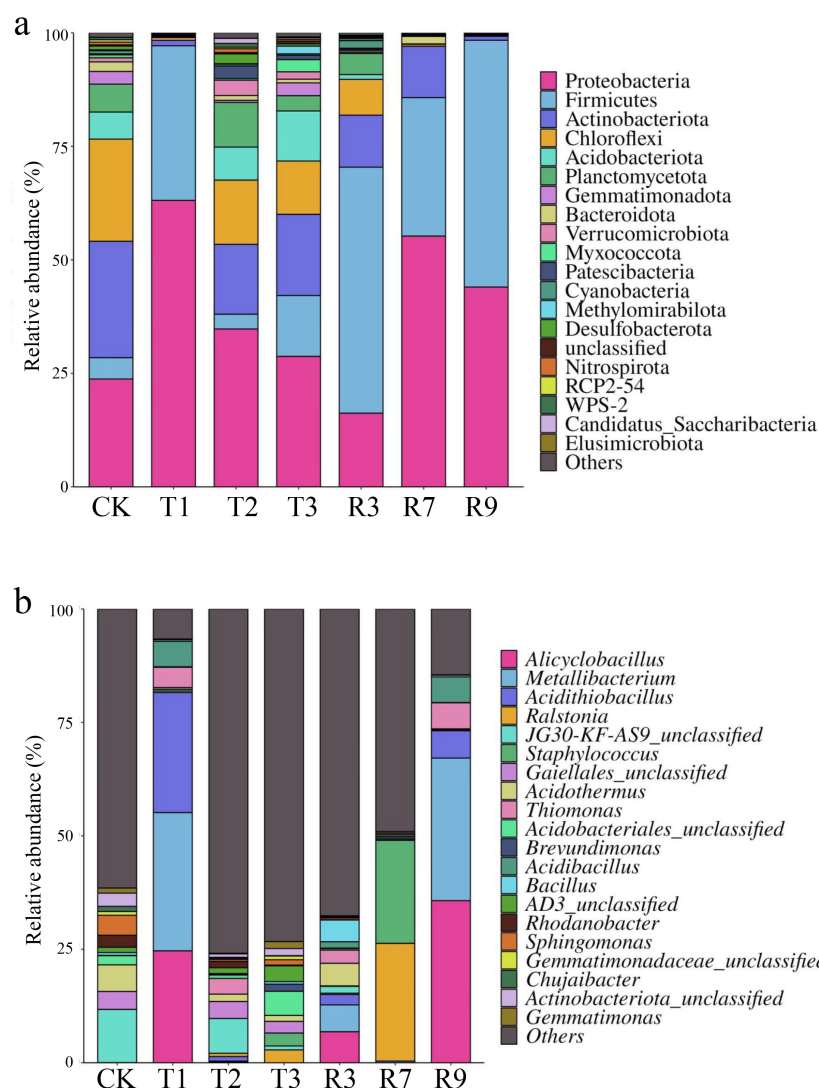 a
100
75
50
25
0
Relative abundance (%)
CK T1 T2 T3 R3 R7 R9
Proteobacteria
Firmicutes
Actinobacteriota
Chloroflexi
Acidobacteriota
Planctomycetota
Gemmatimonadota
Bacteroidota
Verrucomicrobiota
Myxococcota
Patescibacteria
Cyanobacteria
Methylomirabilota
Desulfobacterota
unclassified
Nitrospirota
RCP2-54
WPS-2
Candidatus_Saccharibacteria
Elusimicrobiota
Others
b
100
75
50
25
0
Relative abundance (%)
CK T1 T2 T3 R3 R7 R9
Alicyclobacillus
Metallibacterium
Acidithiobacillus
Ralstonia
JG30-KF-AS9_unclassified
Staphylococcus
Gaiellales_unclassified
Acidothermus
Thiomonas
Acidobacteriales_unclassified
Brevundimonas
Acidibacillus
Bacillus
AD3_unclassified
Rhodanobacter
Sphingomonas
Gemmatimonadaceae_unclassified
Chujaibacter
Actinobacteriota_unclassified
Gemmatimonas
Others